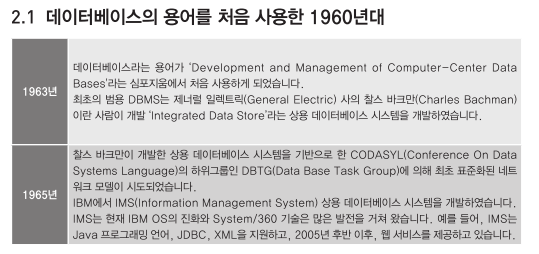 2.1 데이터베이스의 용어를 처음 사용한 1960년대
1963년
데이터베이스라는 용어가 'Development and Management of Computer-Center Data
Bases'라는 심포지움에서 처음 사용하게 되었습니다.
최초의 범용 DBMS는 제너럴 일렉트릭(General Electric) 사의 찰스 바크만(Charles Bachman)
이란 사람이 개발 'Integrated Data Store'라는 상용 데이터베이스 시스템을 개발하였습니다.
1965년
찰스 바크만이 개발한 상용 데이터베이스 시스템을 기반으로 한 CODASYL(Conference On Data
Systems Language)의 하위그룹인 DBTG(Data Base Task Group)에 의해 최초 표준화된 네트
워크 모델이 시도되었습니다.
IBM에서 IMS(Information Management System) 상용 데이터베이스 시스템을 개발하였습니다.
IMS는 현재 IBM OS의 진화와 System/360 기술은 많은 발전을 거쳐 왔습니다. 예를 들어, IMS는
Java 프로그래밍 언어, JDBC, XML을 지원하고, 2005년 후반 이후, 웹 서비스를 제공하고 있습니다.